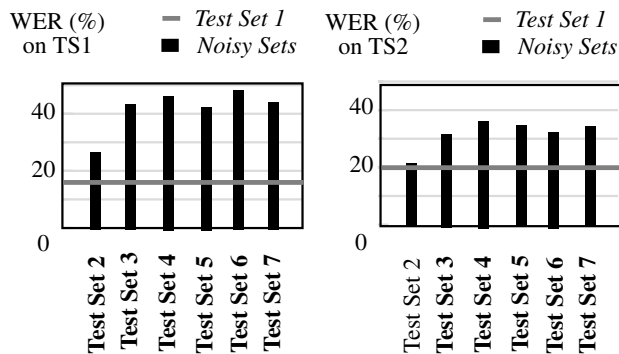 WER (%)
on TS1
Test Set 1
Noisy Sets
40
20
0
Test Set 2
Test Set 3
Test Set 4
Test Set 5
Test Set 6
Test Set 7
WER (%)
on TS2
Test Set 1
Noisy Sets
40
20
0
Test Set 2
Test Set 3
Test Set 4
Test Set 5
Test Set 6
Test Set 7